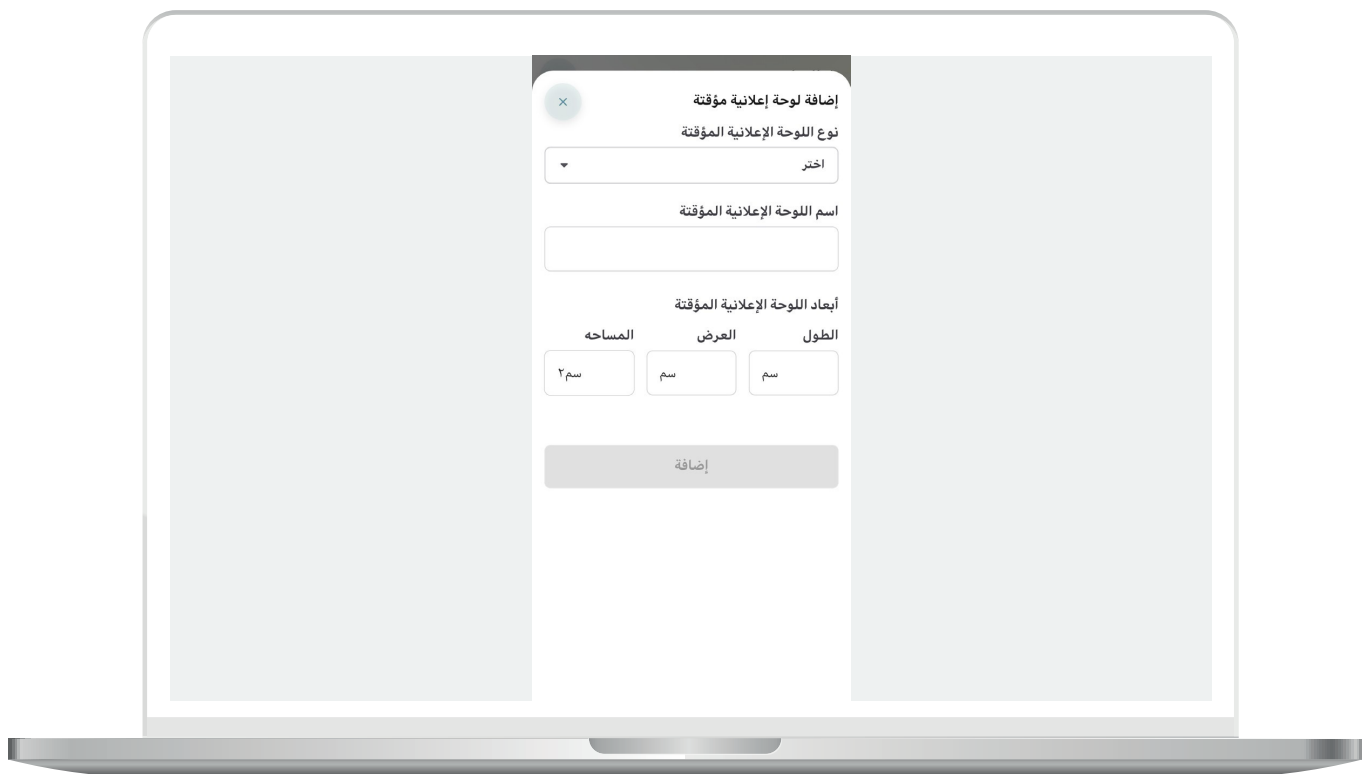 إضافة لوحة إعلانية مؤقتة
نوع اللوحة الإعلانية المؤقتة
اختر
اسم اللوحة الإعلانية المؤقتة
أبعاد اللوحة الإعلانية المؤقتة
الطول العرض المساحه
سم سم سم٢
إضافة